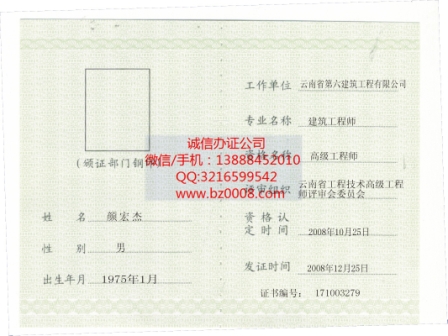 (颁证部门钢印)
姓 名 颜宏杰
性 别 男
出生年月 1975年1月
工作单位 云南省第六建筑工程有限公司
专业名称 建筑工程师
资格名称 高级工程师
评审组织 云南省工程技术高级工程
师评审会委员会
资格认
定时间 2008年10月25日
发证时间 2008年12月25日
证书编号: 171003279
诚信办证公司
微信/手机:13888452010
QQ:3216599542
www.bz0008.com